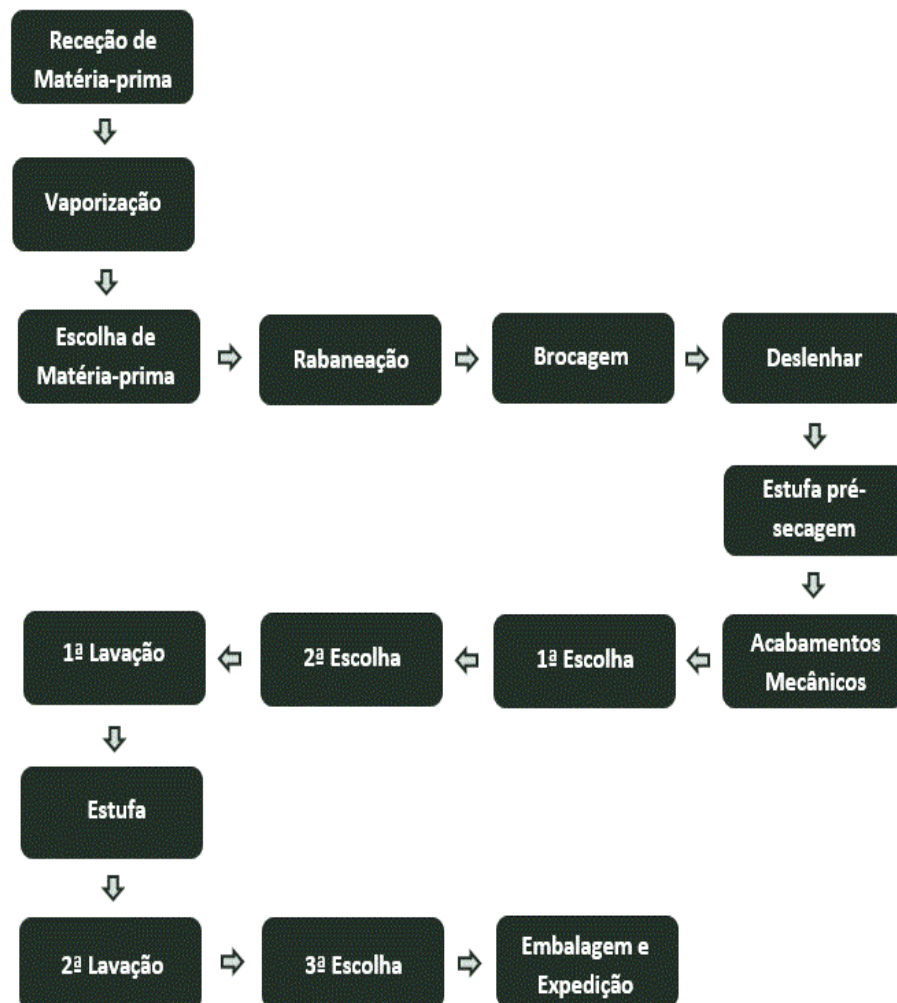 Receção de
Matéria-prima
Vaporização
Escolha de
Matéria-prima
Rabaneação
Brocagem
Deslenhar
Estufa pré-
secagem
Acabamentos
Mecânicos
1ª Escolha
2ª Escolha
1ª Lavação
Estufa
2ª Lavação
3ª Escolha
Embalagem e
Expedição